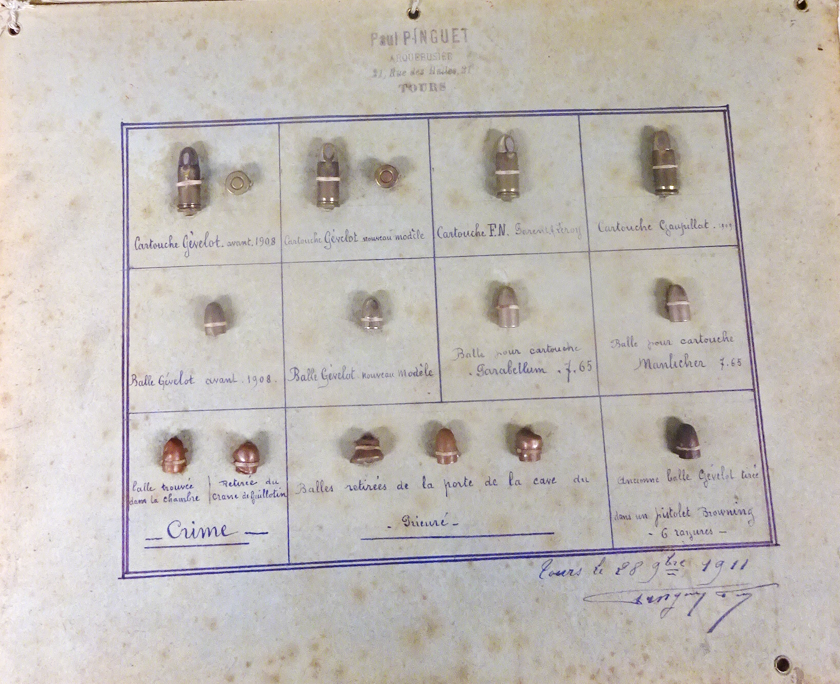 Paul PINGUET
ARQUEBUSIER
TOURS
Cartouche Gévelot. avant. 1908
Cartouche Gévelot nouveau modèle
Cartouche F.N.
Cartouche Gaupillat.
Balle Gévelot avant. 1908.
Balle Gévelot nouveau modèle
Balle pour cartouche
- Parabellum. 7,65
Balle pour cartouche
Manlicher 7.65
balle trouvée
dans la chambre
Retirée du
crane de guillotin
- Crime -
Balles retirées de la porte de la cave du
- Prieuré -
Ancienne balle Gévelot tirée
dans un pistolet Browning
- 6 rayures -
Tours le 28 9bre 1911